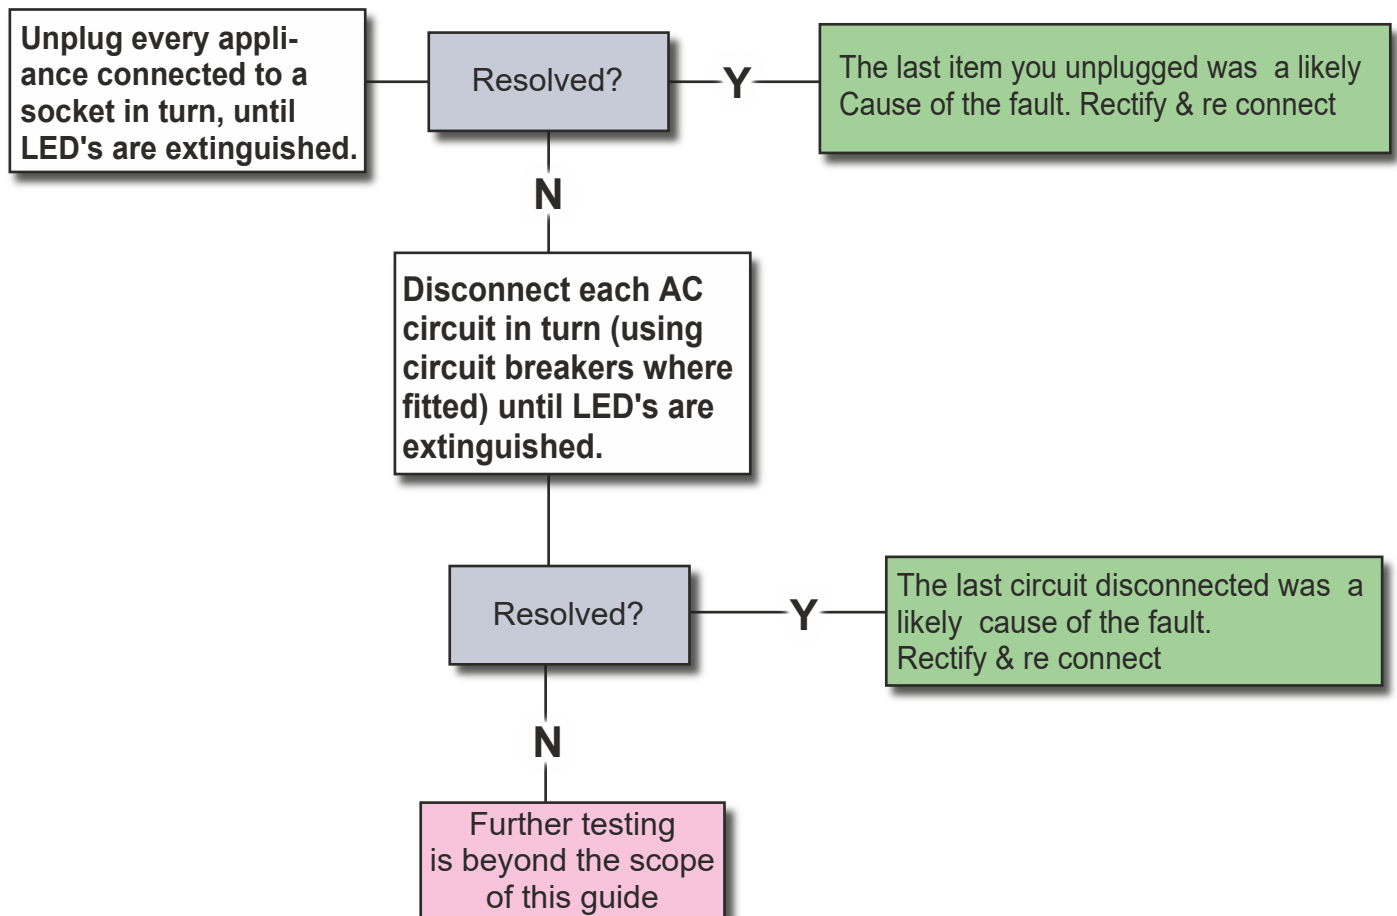 Unplug every appli-
ance connected to a
socket in turn, until
LED's are extinguished.
Resolved?
Y
The last item you unplugged was  a likely
Cause of the fault. Rectify & re connect
N
Disconnect each AC
circuit in turn (using
circuit breakers where
fitted) until LED's are
extinguished.
Resolved?
Y
The last circuit disconnected was  a
likely  cause of the fault.
Rectify & re connect
N
Further testing
is beyond the scope
of this guide